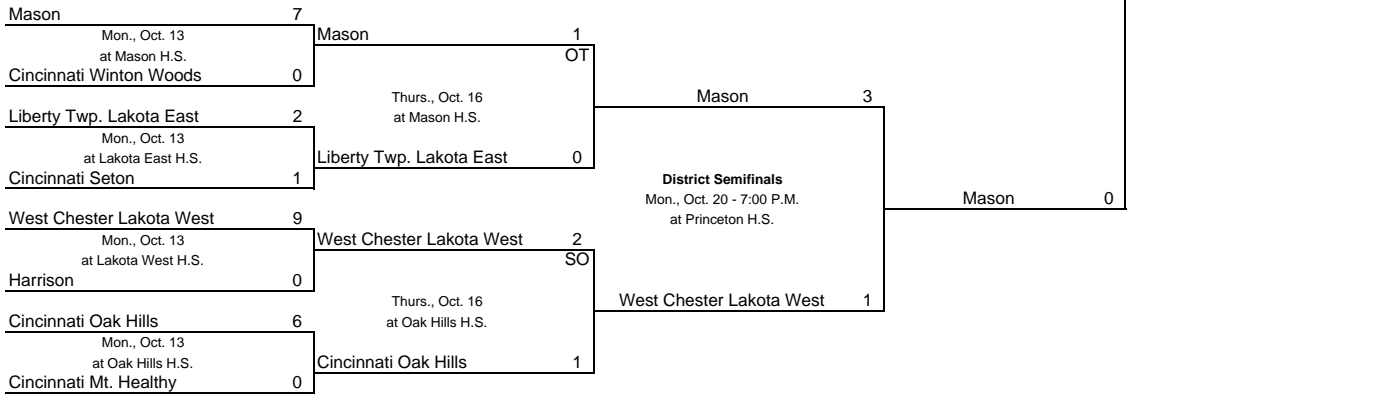 Mason 7
Mon., Oct. 13
at Mason H.S.
Cincinnati Winton Woods 0
Mason 1
OT
Thurs., Oct. 16
at Mason H.S.
Liberty Twp. Lakota East 2
Mon., Oct. 13
at Lakota East H.S.
Cincinnati Seton 1
Liberty Twp. Lakota East 0
Mason 3
District Semifinals
Mon., Oct. 20 - 7:00 P.M.
at Princeton H.S.
Mason 0
West Chester Lakota West 9
Mon., Oct. 13
at Lakota West H.S.
Harrison 0
West Chester Lakota West 2
SO
Thurs., Oct. 16
at Oak Hills H.S.
West Chester Lakota West 1
Cincinnati Oak Hills 6
Mon., Oct. 13
at Oak Hills H.S.
Cincinnati Mt. Healthy 0
Cincinnati Oak Hills 1